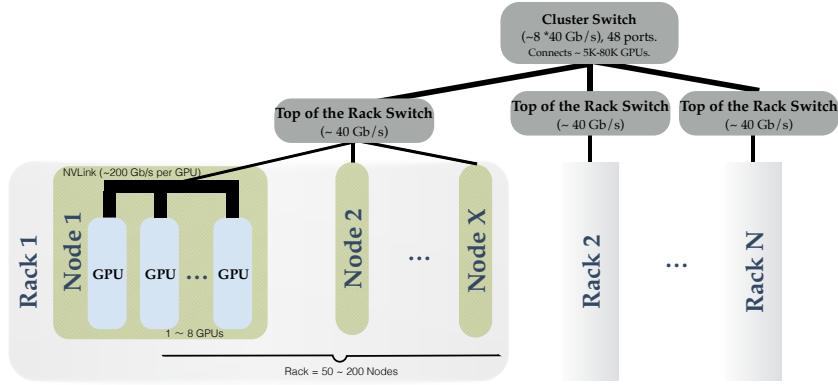 Cluster Switch
(~8 *40 Gb/s), 48 ports.
Connects ~ 5K-80K GPUs.
Top of the Rack Switch
(~ 40 Gb/s)
Top of the Rack Switch
(~ 40 Gb/s)
Top of the Rack Switch
(~ 40 Gb/s)
NVLink (~200 Gb/s per GPU)
Rack 1
Node 1
GPU
GPU
...
GPU
1 ~ 8 GPUs
Node 2
...
Node X
Rack 2
...
Rack N
Rack = 50 ~ 200 Nodes